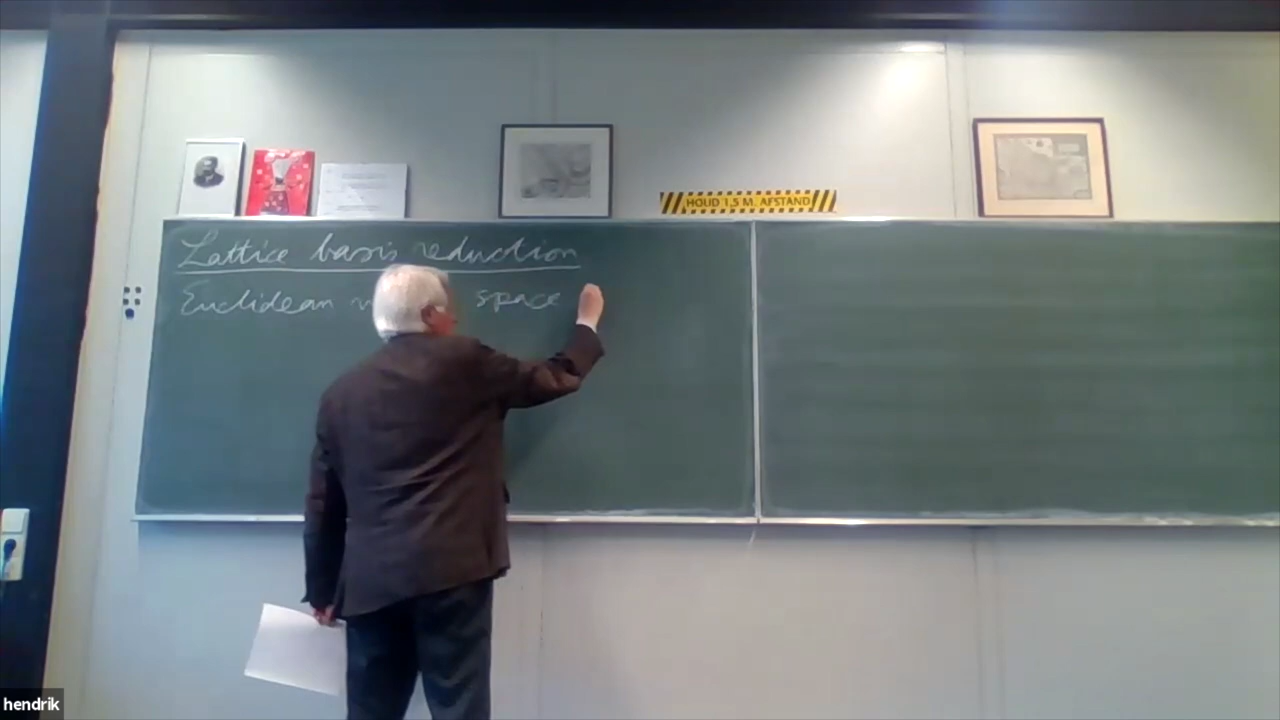 HOUD 1,5 M. AFSTAND
Lattice basis reduction
Euclidean space
hendrik